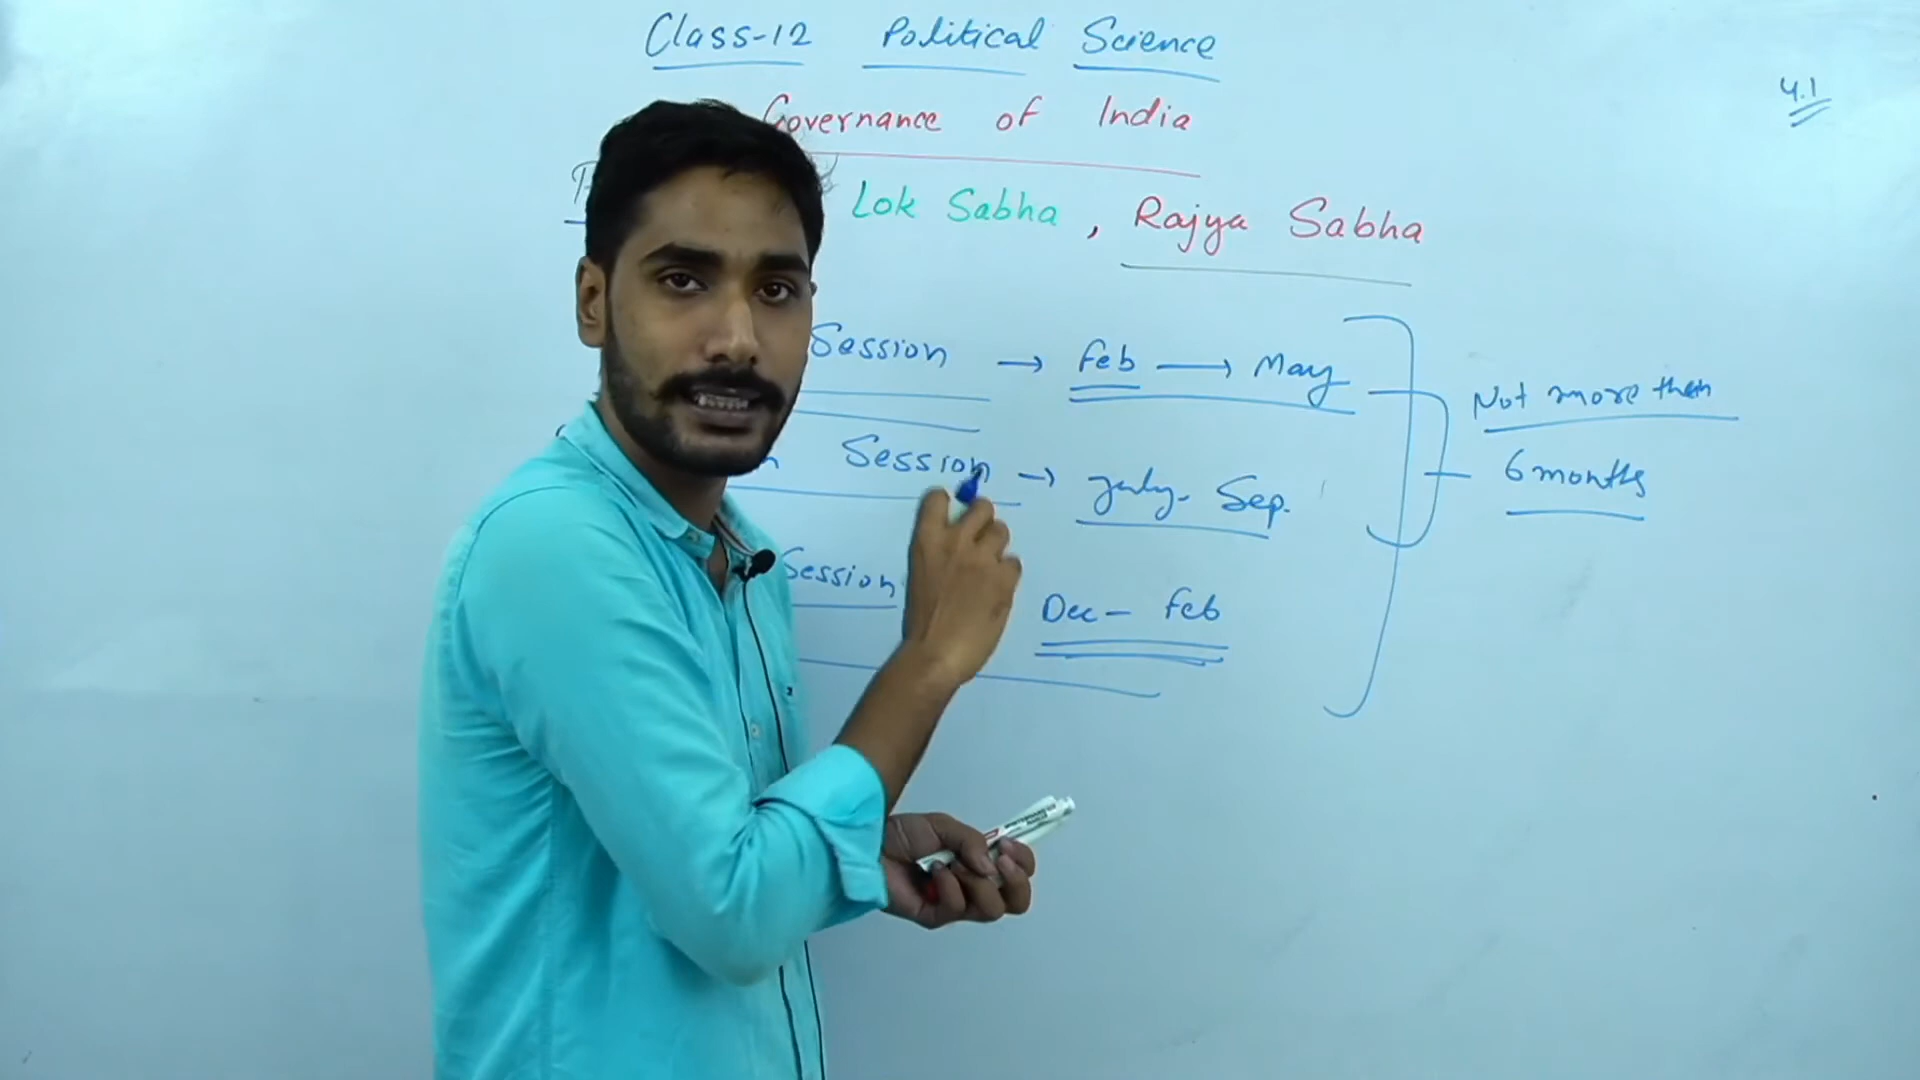 Class-12 Political Science
4.1
Governance of India
Lok Sabha, Rajya Sabha
Session → Feb → May
Not more then
6 months
Session → July - Sep.
Session
Dec - Feb